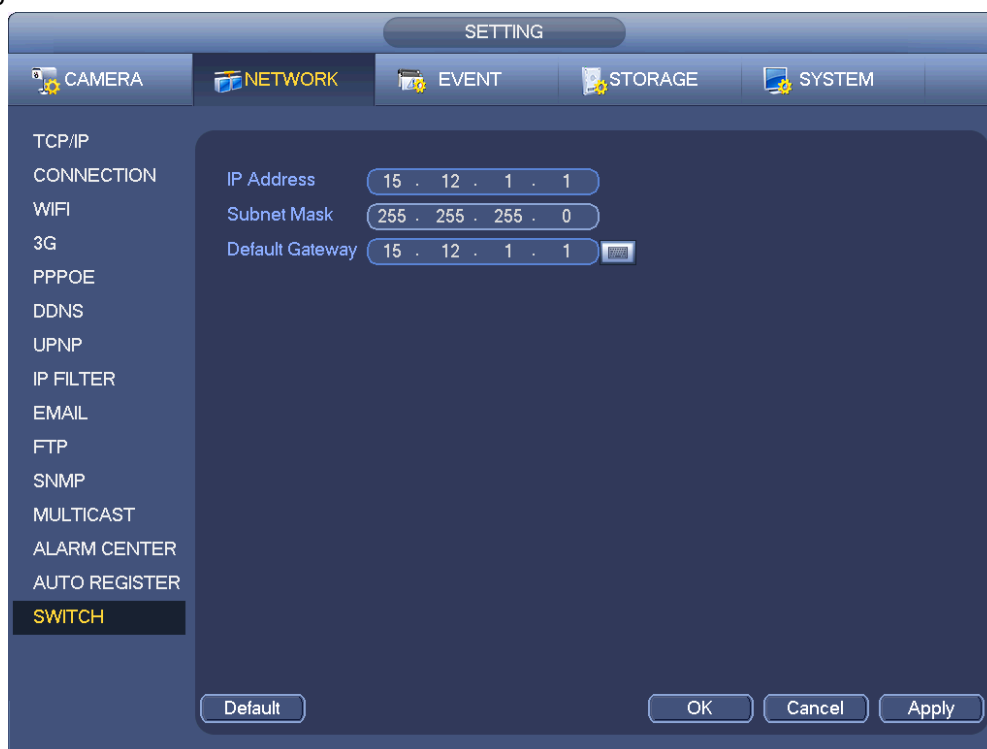 SETTING
CAMERA NETWORK EVENT STORAGE SYSTEM
TCP/IP
CONNECTION
WIFI
3G
PPPOE
DDNS
UPNP
IP FILTER
EMAIL
FTP
SNMP
MULTICAST
ALARM CENTER
AUTO REGISTER
SWITCH
IP Address 15 . 12 . 1 . 1
Subnet Mask 255 . 255 . 255 . 0
Default Gateway 15 . 12 . 1 . 1
Default OK Cancel Apply